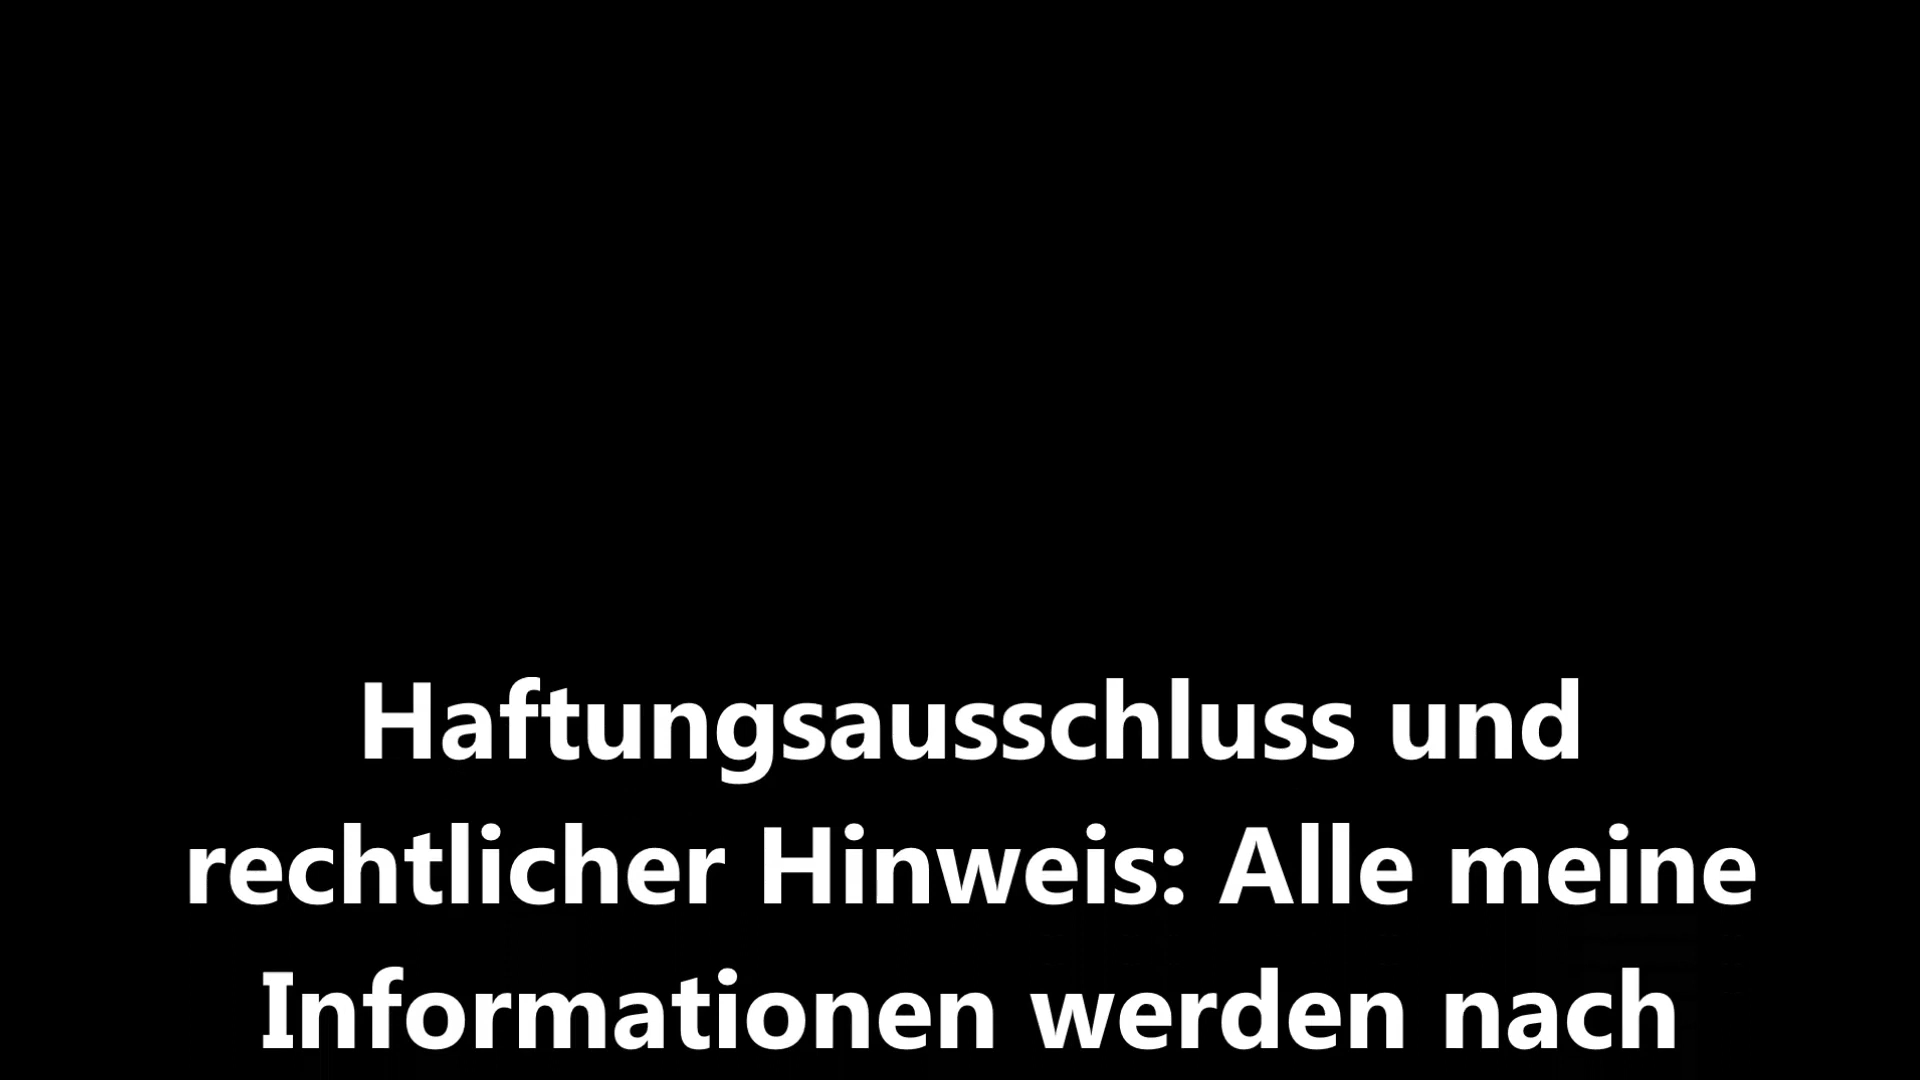 Haftungsausschluss und
rechtlicher Hinweis: Alle meine
Informationen werden nach